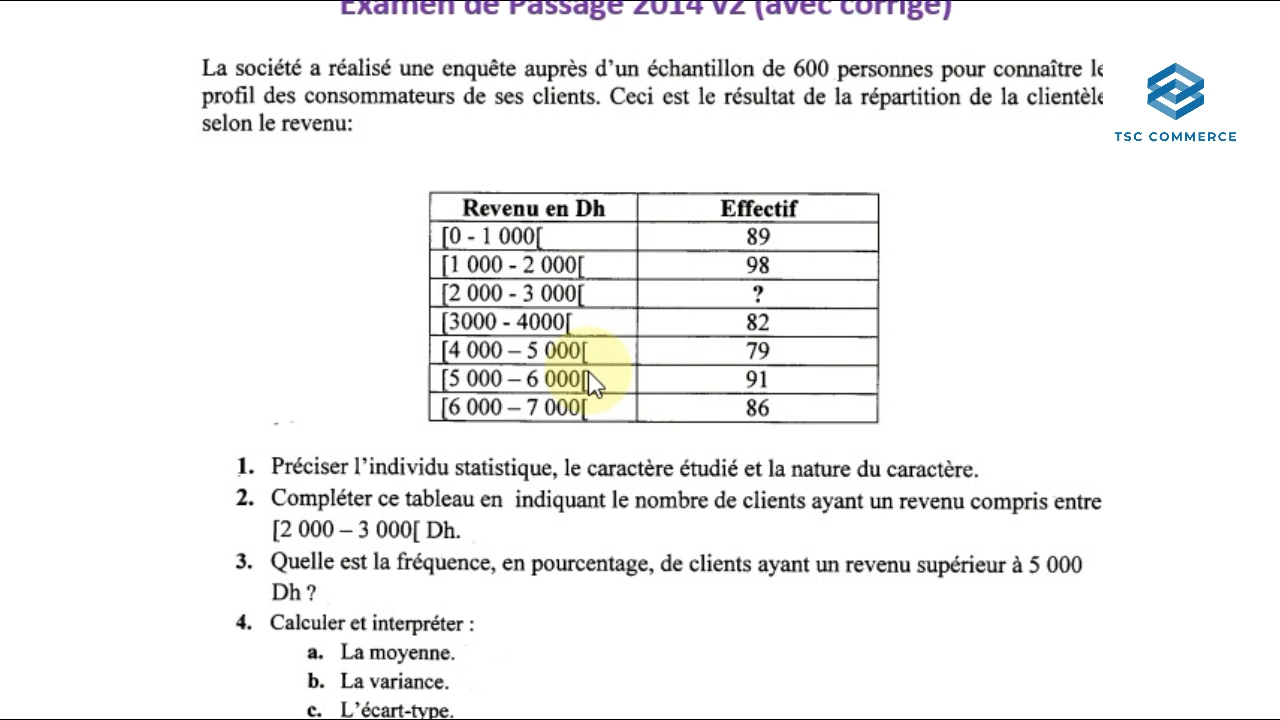 Examen de Passage 2014 V2 (avec corrigé)
La société a réalisé une enquête auprès d'un échantillon de 600 personnes pour connaître le
profil des consommateurs de ses clients. Ceci est le résultat de la répartition de la clientèle
selon le revenu:
TSC COMMERCE
Revenu en Dh Effectif
[0 - 1 000[ 89
[1 000 - 2 000[ 98
[2 000 - 3 000[ ?
[3000 - 4000[ 82
[4 000 – 5 000[ 79
[5 000 – 6 000[ 91
[6 000 – 7 000[ 86
1. Préciser l'individu statistique, le caractère étudié et la nature du caractère.
2. Compléter ce tableau en indiquant le nombre de clients ayant un revenu compris entre
[2 000 – 3 000[ Dh.
3. Quelle est la fréquence, en pourcentage, de clients ayant un revenu supérieur à 5 000
Dh ?
4. Calculer et interpréter :
a. La moyenne.
b. La variance.
c. L'écart-type.